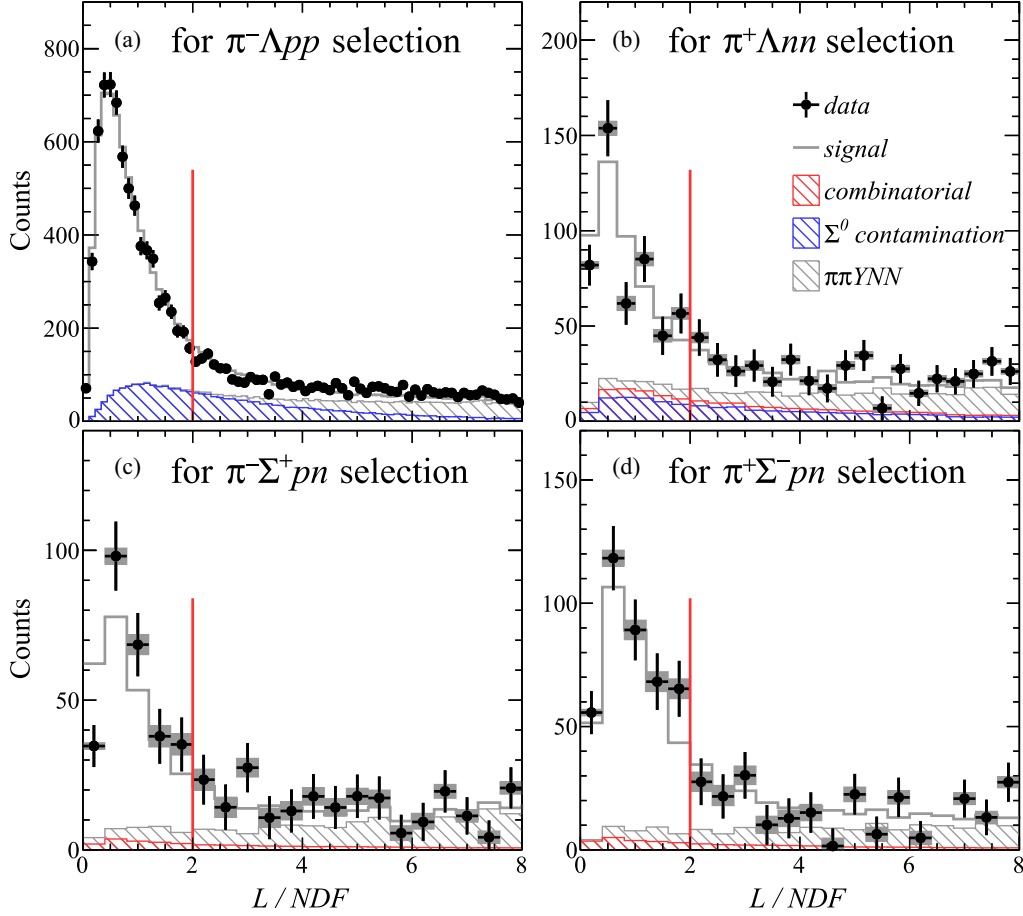 (a) for π⁻Λpp selection
800
600
400
200
0
Counts
(b) for π⁺Λnn selection
200
150
100
50
0
data
signal
combinatorial
Σ⁰ contamination
ππYNN
(c) for π⁻Σ⁺pn selection
100
50
0
Counts
0 2 4 6 8
L / NDF
(d) for π⁺Σ⁻pn selection
150
100
50
0
0 2 4 6 8
L / NDF